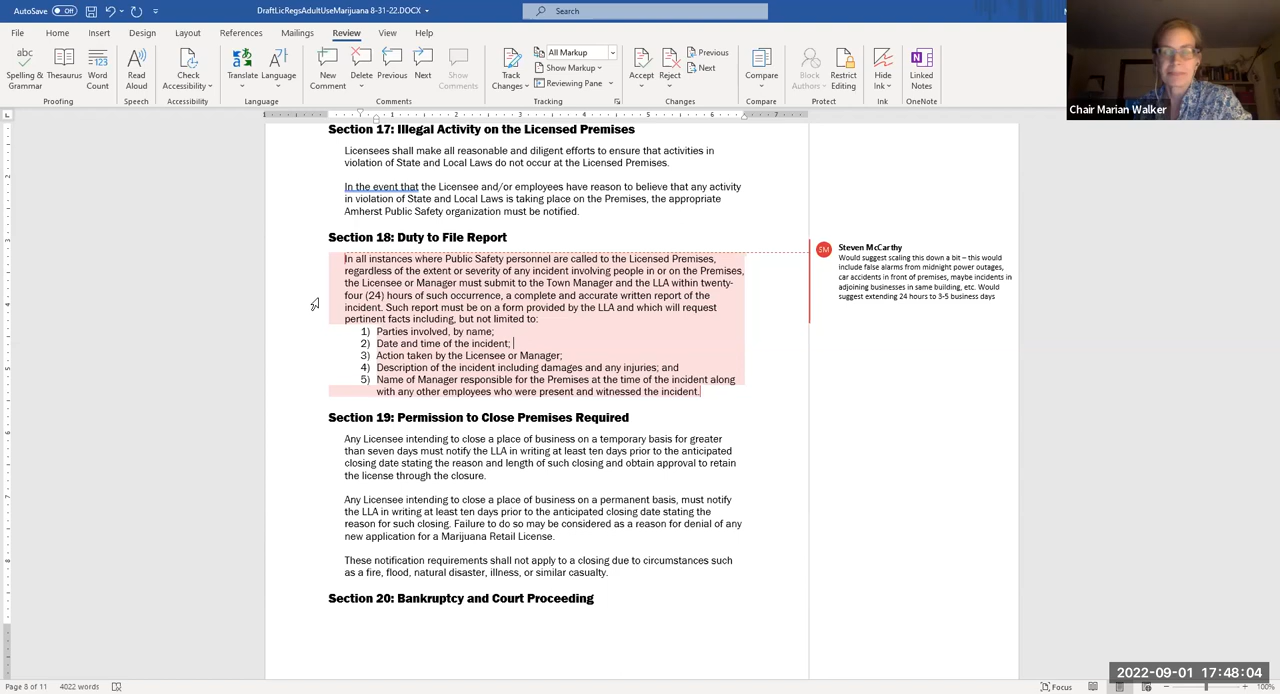 AutoSave Off DraftLicRegsAdultUseMarijuana 8-31-22.DOCX Search
File Home Insert Design Layout References Mailings Review View Help
Spelling & Grammar Thesaurus Word Count Read Aloud Check Accessibility Translate Language New Comment Delete Previous Next Show Comments Track Changes All Markup Show Markup Reviewing Pane Accept Reject Previous Next Compare Block Authors Restrict Editing Hide Ink Linked Notes
Proofing Speech Accessibility Language Comments Tracking Changes Compare Protect Ink OneNote
Chair Marian Walker
Section 17: Illegal Activity on the Licensed Premises
Licensees shall make all reasonable and diligent efforts to ensure that activities in
violation of State and Local Laws do not occur at the Licensed Premises.
In the event that the Licensee and/or employees have reason to believe that any activity
in violation of State and Local Laws is taking place on the Premises, the appropriate
Amherst Public Safety organization must be notified.
Section 18: Duty to File Report
In all instances where Public Safety personnel are called to the Licensed Premises,
regardless of the extent or severity of any incident involving people in or on the Premises,
the Licensee or Manager must submit to the Town Manager and the LLA within twenty-
four (24) hours of such occurrence, a complete and accurate written report of the
incident. Such report must be on a form provided by the LLA and which will request
pertinent facts including, but not limited to:
1) Parties involved, by name;
2) Date and time of the incident;
3) Action taken by the Licensee or Manager;
4) Description of the incident including damages and any injuries; and
5) Name of Manager responsible for the Premises at the time of the incident along
with any other employees who were present and witnessed the incident.
SM Steven McCarthy
Would suggest scaling this down a bit – this would
include false alarms from midnight power outages,
car accidents in front of premises, maybe incidents in
adjoining businesses in same building, etc. Would
suggest extending 24 hours to 3-5 business days
Section 19: Permission to Close Premises Required
Any Licensee intending to close a place of business on a temporary basis for greater
than seven days must notify the LLA in writing at least ten days prior to the anticipated
closing date stating the reason and length of such closing and obtain approval to retain
the license through the closure.
Any Licensee intending to close a place of business on a permanent basis, must notify
the LLA in writing at least ten days prior to the anticipated closing date stating the
reason for such closing. Failure to do so may be considered as a reason for denial of any
new application for a Marijuana Retail License.
These notification requirements shall not apply to a closing due to circumstances such
as a fire, flood, natural disaster, illness, or similar casualty.
Section 20: Bankruptcy and Court Proceeding
2022-09-01 17:48:04
Page 8 of 11 4022 words Focus 100%